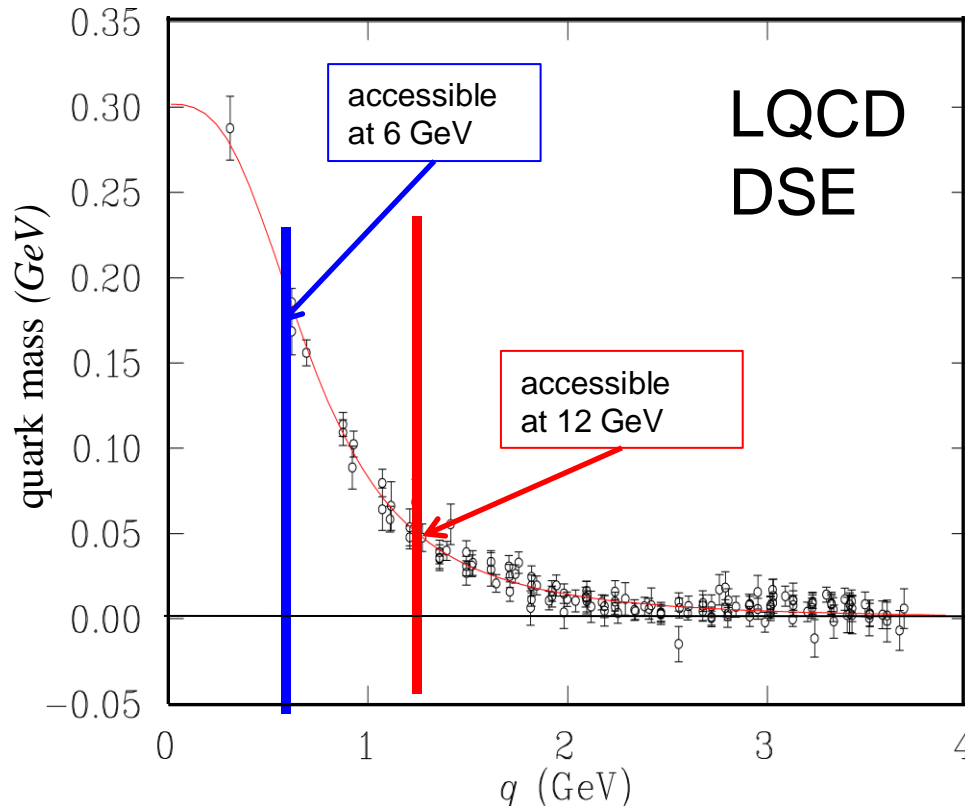 0.35
0.30
0.25
0.20
0.15
0.10
0.05
0.00
−0.05
quark mass (GeV)
accessible
at 6 GeV
LQCD
DSE
accessible
at 12 GeV
0 1 2 3 4
q (GeV)